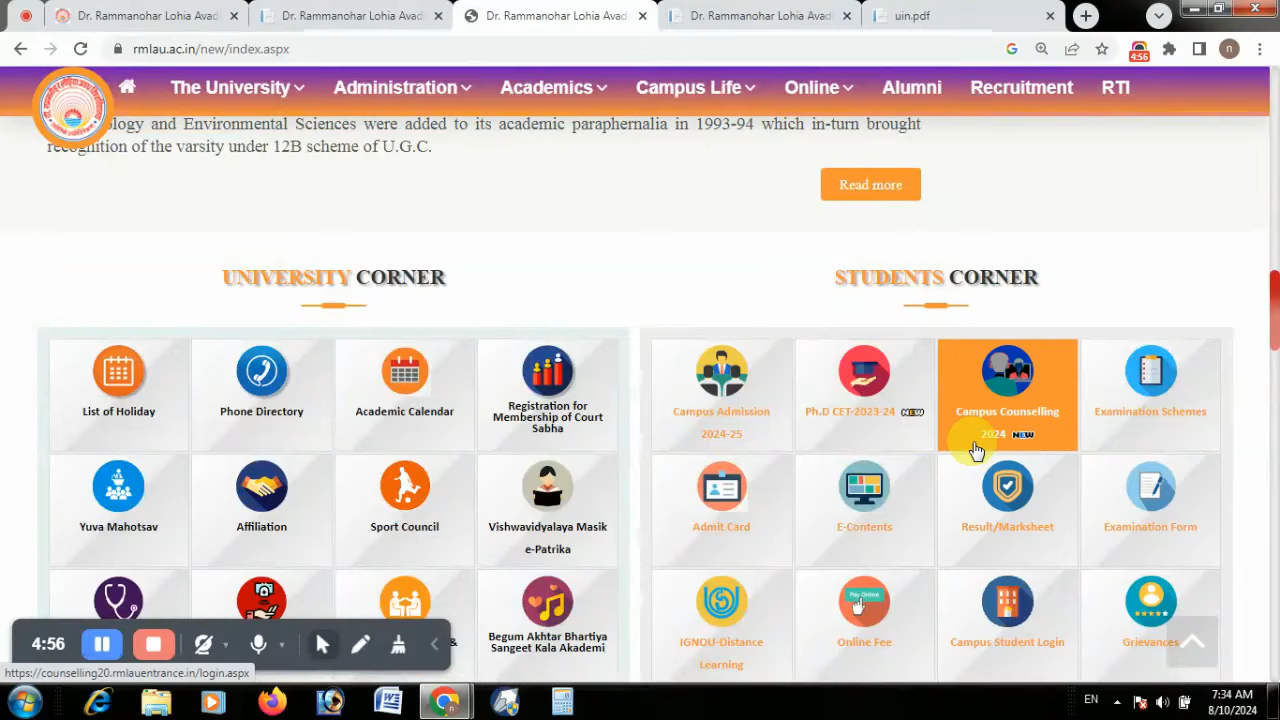 Dr. Rammanohar Lohia Avad
Dr. Rammanohar Lohia Avad
Dr. Rammanohar Lohia Avad
Dr. Rammanohar Lohia Avad
uin.pdf
rmlau.ac.in/new/index.aspx
4:56
n
The University
Administration
Academics
Campus Life
Online
Alumni
Recruitment
RTI
ology and Environmental Sciences were added to its academic paraphernalia in 1993-94 which in-turn brought
recognition of the varsity under 12B scheme of U.G.C.
Read more
UNIVERSITY CORNER
STUDENTS CORNER
List of Holiday
Phone Directory
Academic Calendar
Registration for
Membership of Court
Sabha
Campus Admission
2024-25
Ph.D CET-2023-24 NEW
Campus Counselling
2024 NEW
Examination Schemes
Yuva Mahotsav
Affiliation
Sport Council
Vishwavidyalaya Masik
e-Patrika
Admit Card
E-Contents
Result/Marksheet
Examination Form
&
Begum Akhtar Bhartiya
Sangeet Kala Akademi
IGNOU-Distance
Learning
Pay Online
Online Fee
Campus Student Login
Grievances
4:56
https://counselling20.rmlauentrance.in/login.aspx
EN
7:34 AM
8/10/2024